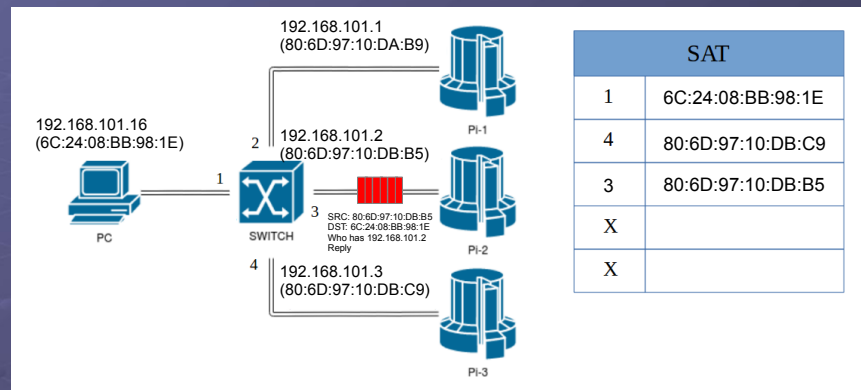 192.168.101.1
(80:6D:97:10:DA:B9)
Pi-1
192.168.101.16
(6C:24:08:BB:98:1E)
PC
1
2
SWITCH
192.168.101.2
(80:6D:97:10:DB:B5)
3
SRC: 80:6D:97:10:DB:B5
DST: 6C:24:08:BB:98:1E
Who has 192.168.101.2
Reply
Pi-2
4
192.168.101.3
(80:6D:97:10:DB:C9)
Pi-3
SAT
1 6C:24:08:BB:98:1E
4 80:6D:97:10:DB:C9
3 80:6D:97:10:DB:B5
X
X